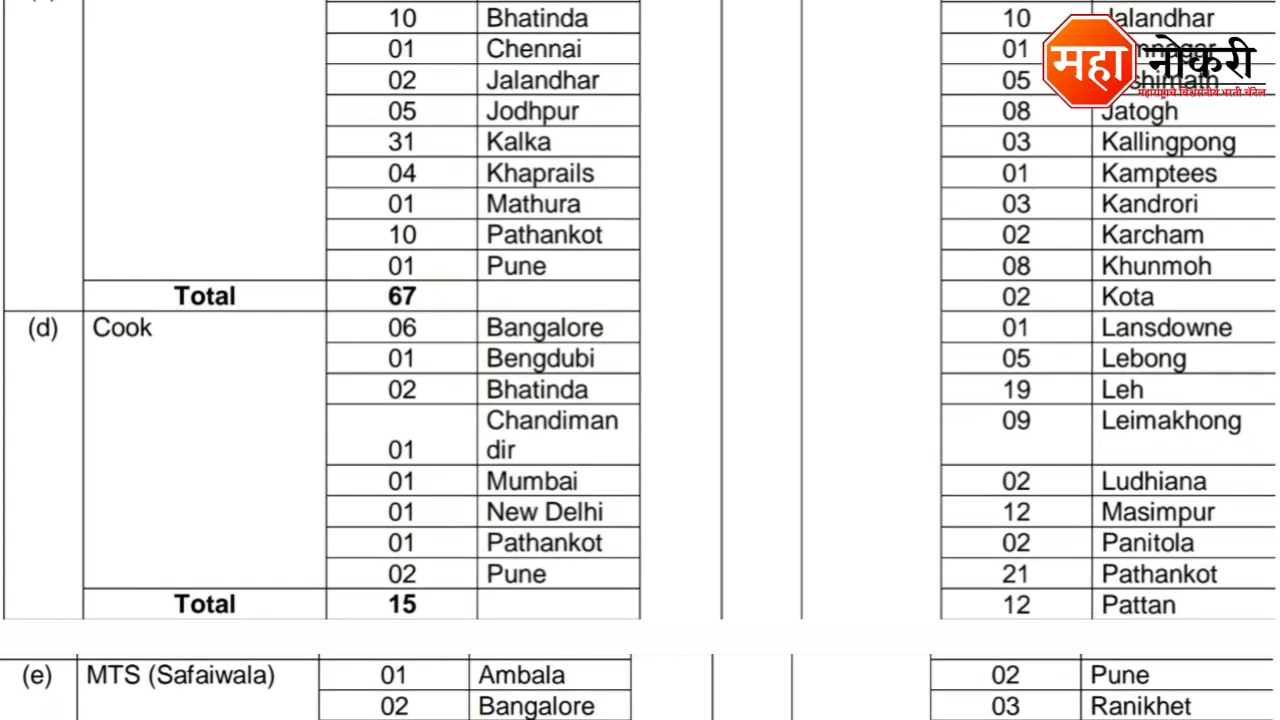 10 Bhatinda
01 Chennai
02 Jalandhar
05 Jodhpur
31 Kalka
04 Khaprails
01 Mathura
10 Pathankot
01 Pune
Total 67
(d) Cook 06 Bangalore
01 Bengdubi
02 Bhatinda
Chandiman
01 dir
01 Mumbai
01 New Delhi
01 Pathankot
02 Pune
Total 15
(e) MTS (Safaiwala) 01 Ambala
02 Bangalore
10 Jalandhar
01
05
08 Jatogh
03 Kallingpong
01 Kamptees
03 Kandrori
02 Karcham
08 Khunmoh
02 Kota
01 Lansdowne
05 Lebong
19 Leh
09 Leimakhong
02 Ludhiana
12 Masimpur
02 Panitola
21 Pathankot
12 Pattan
02 Pune
03 Ranikhet
महा नोकरी
महाराष्ट्राचे विश्वसनीय भरती चॅनेल